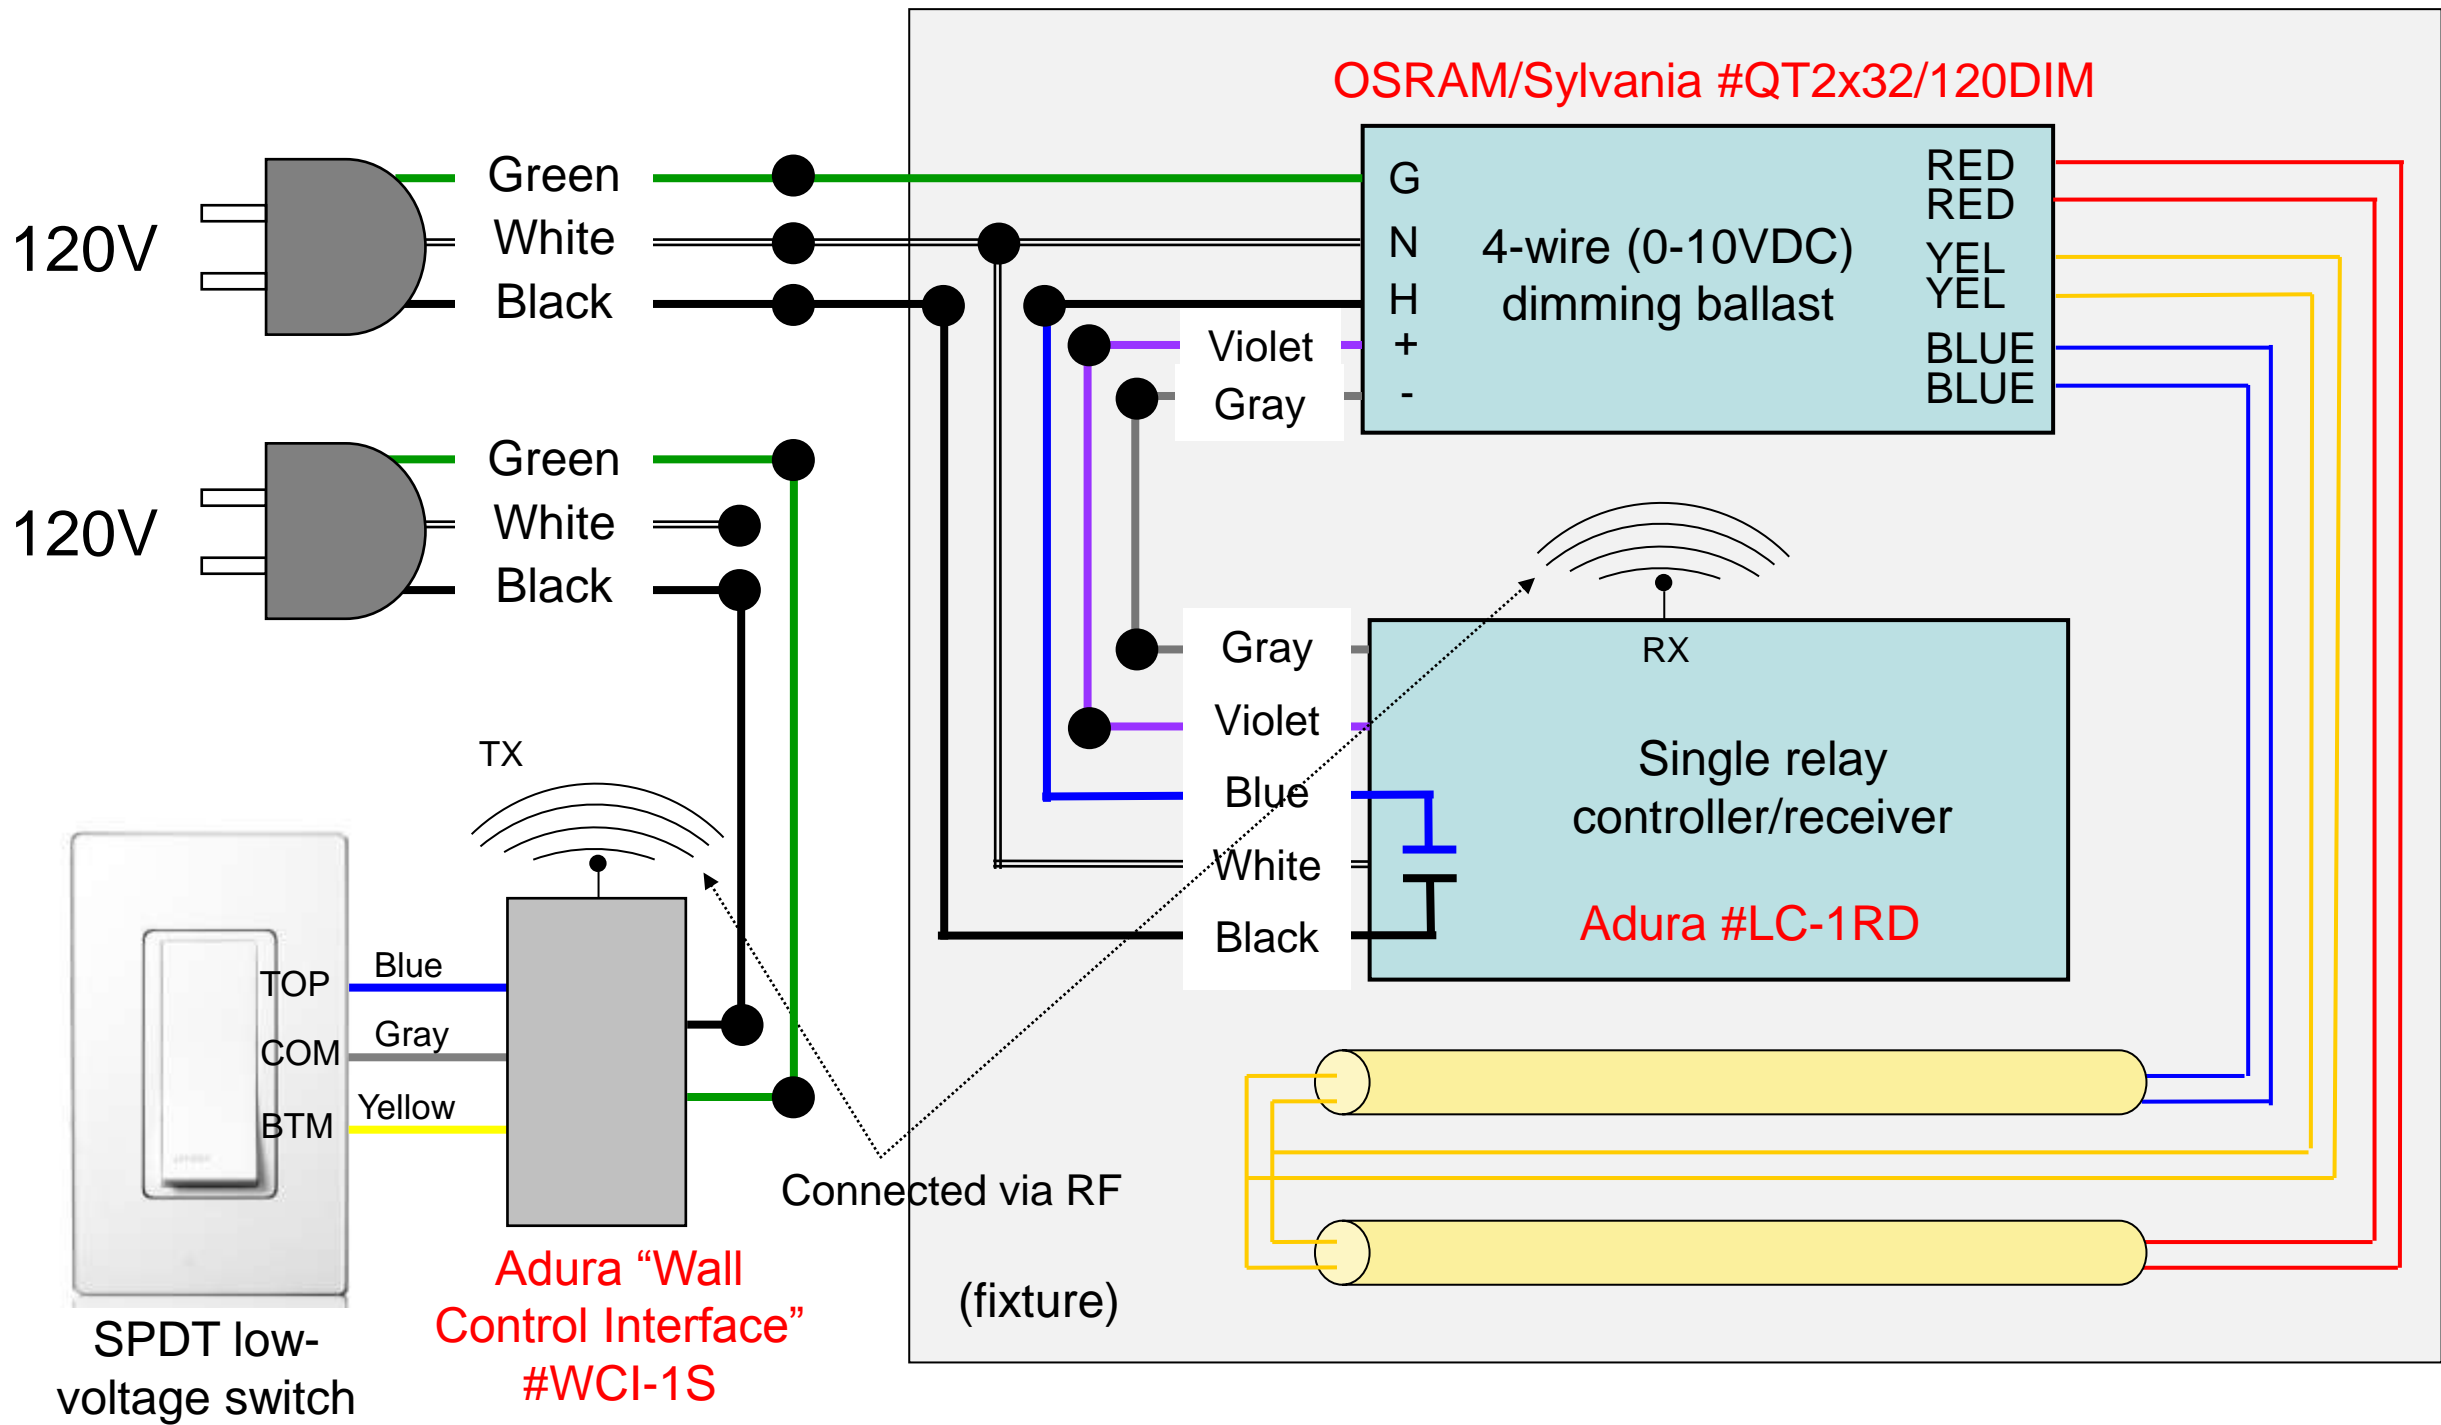 OSRAM/Sylvania #QT2x32/120DIM
120V
Green
White
Black
G
N
H
+
-
4-wire (0-10VDC)
dimming ballast
RED
RED
YEL
YEL
BLUE
BLUE
Violet
Gray
120V
Green
White
Black
Gray
Violet
Blue
White
Black
RX
Single relay
controller/receiver
Adura #LC-1RD
TX
TOP
COM
BTM
Blue
Gray
Yellow
Connected via RF
(fixture)
Adura “Wall
Control Interface”
#WCI-1S
SPDT low-
voltage switch